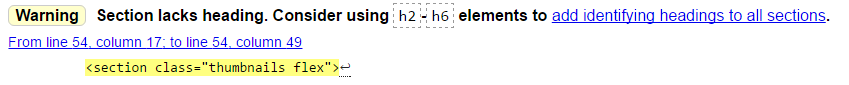 Warning Section lacks heading. Consider using h2-h6 elements to add identifying headings to all sections.
From line 54, column 17; to line 54, column 49
<section class="thumbnails flex">↩